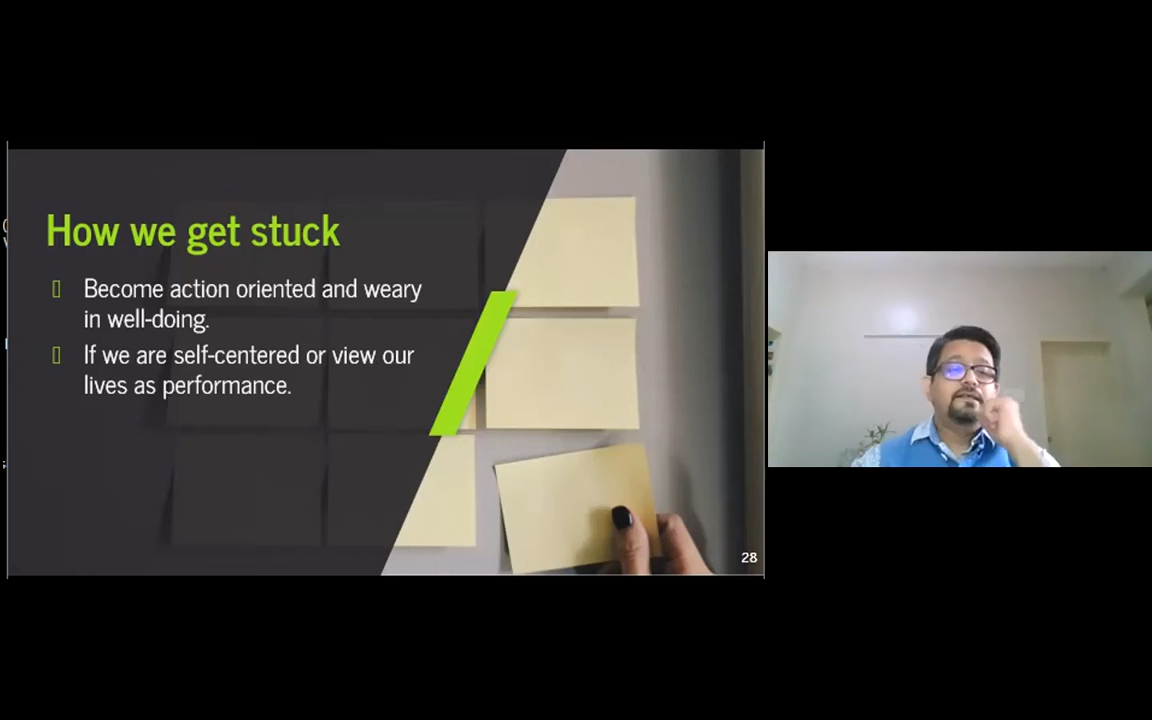 How we get stuck
Become action oriented and weary
in well-doing.
If we are self-centered or view our
lives as performance.
28